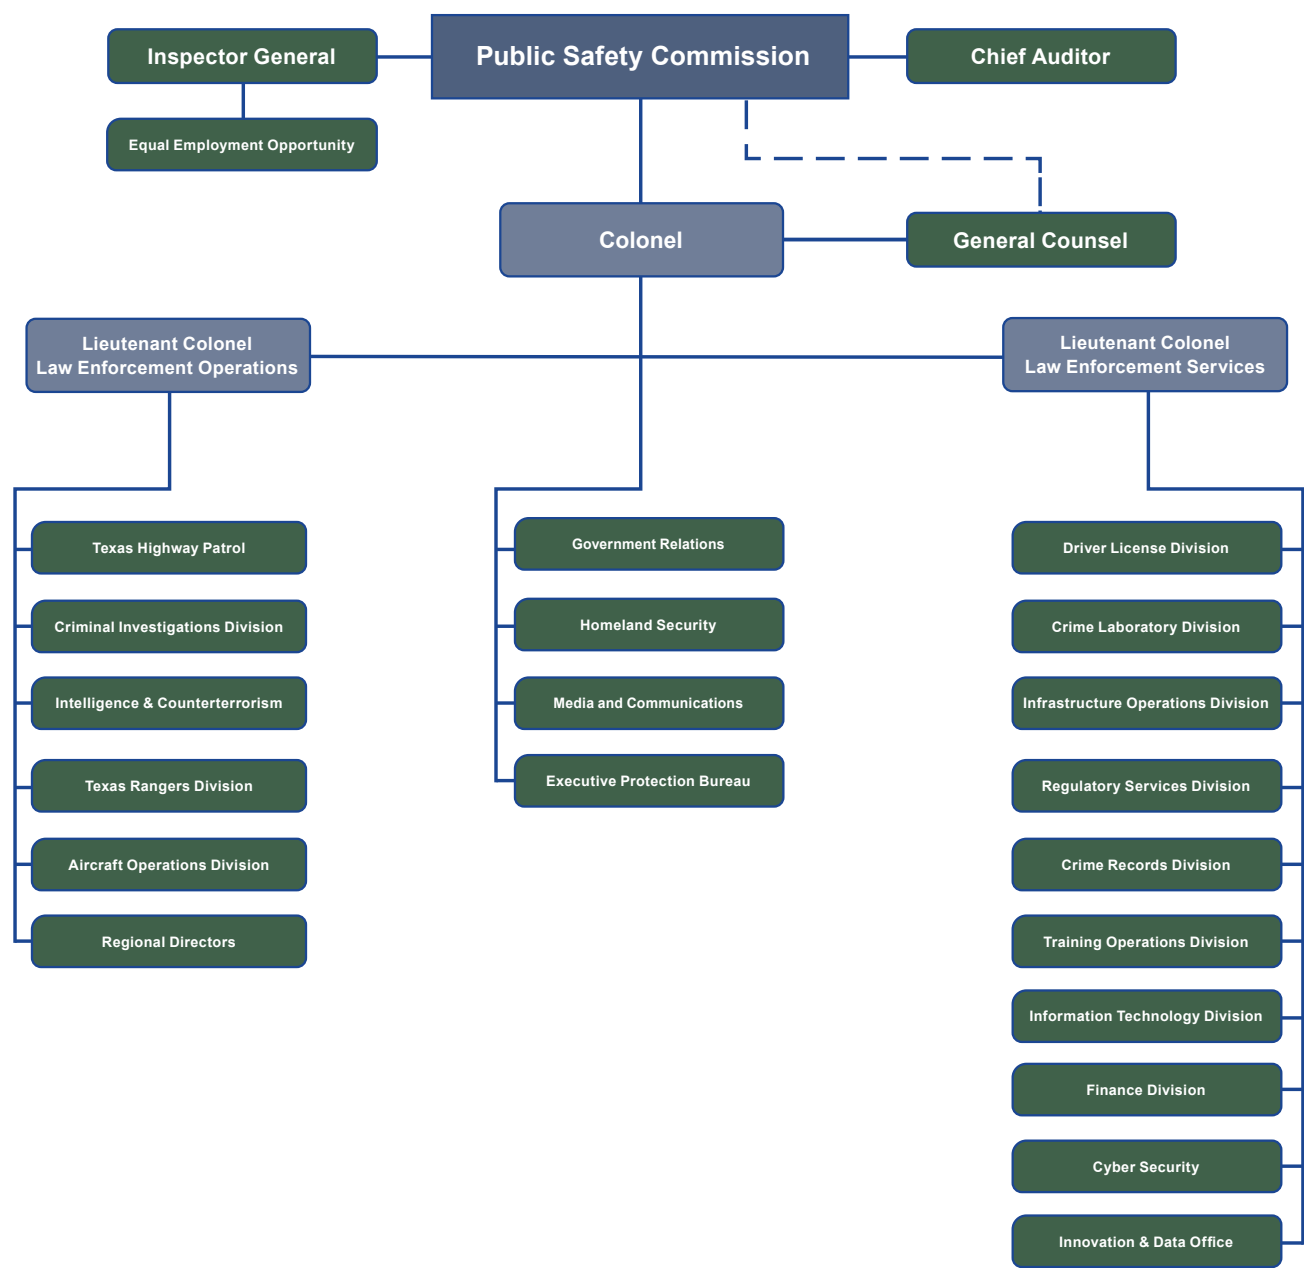 Public Safety Commission
Inspector General
Chief Auditor
Equal Employment Opportunity
Colonel
General Counsel
Lieutenant Colonel
Law Enforcement Operations
Lieutenant Colonel
Law Enforcement Services
Texas Highway Patrol
Criminal Investigations Division
Intelligence & Counterterrorism
Texas Rangers Division
Aircraft Operations Division
Regional Directors
Government Relations
Homeland Security
Media and Communications
Executive Protection Bureau
Driver License Division
Crime Laboratory Division
Infrastructure Operations Division
Regulatory Services Division
Crime Records Division
Training Operations Division
Information Technology Division
Finance Division
Cyber Security
Innovation & Data Office